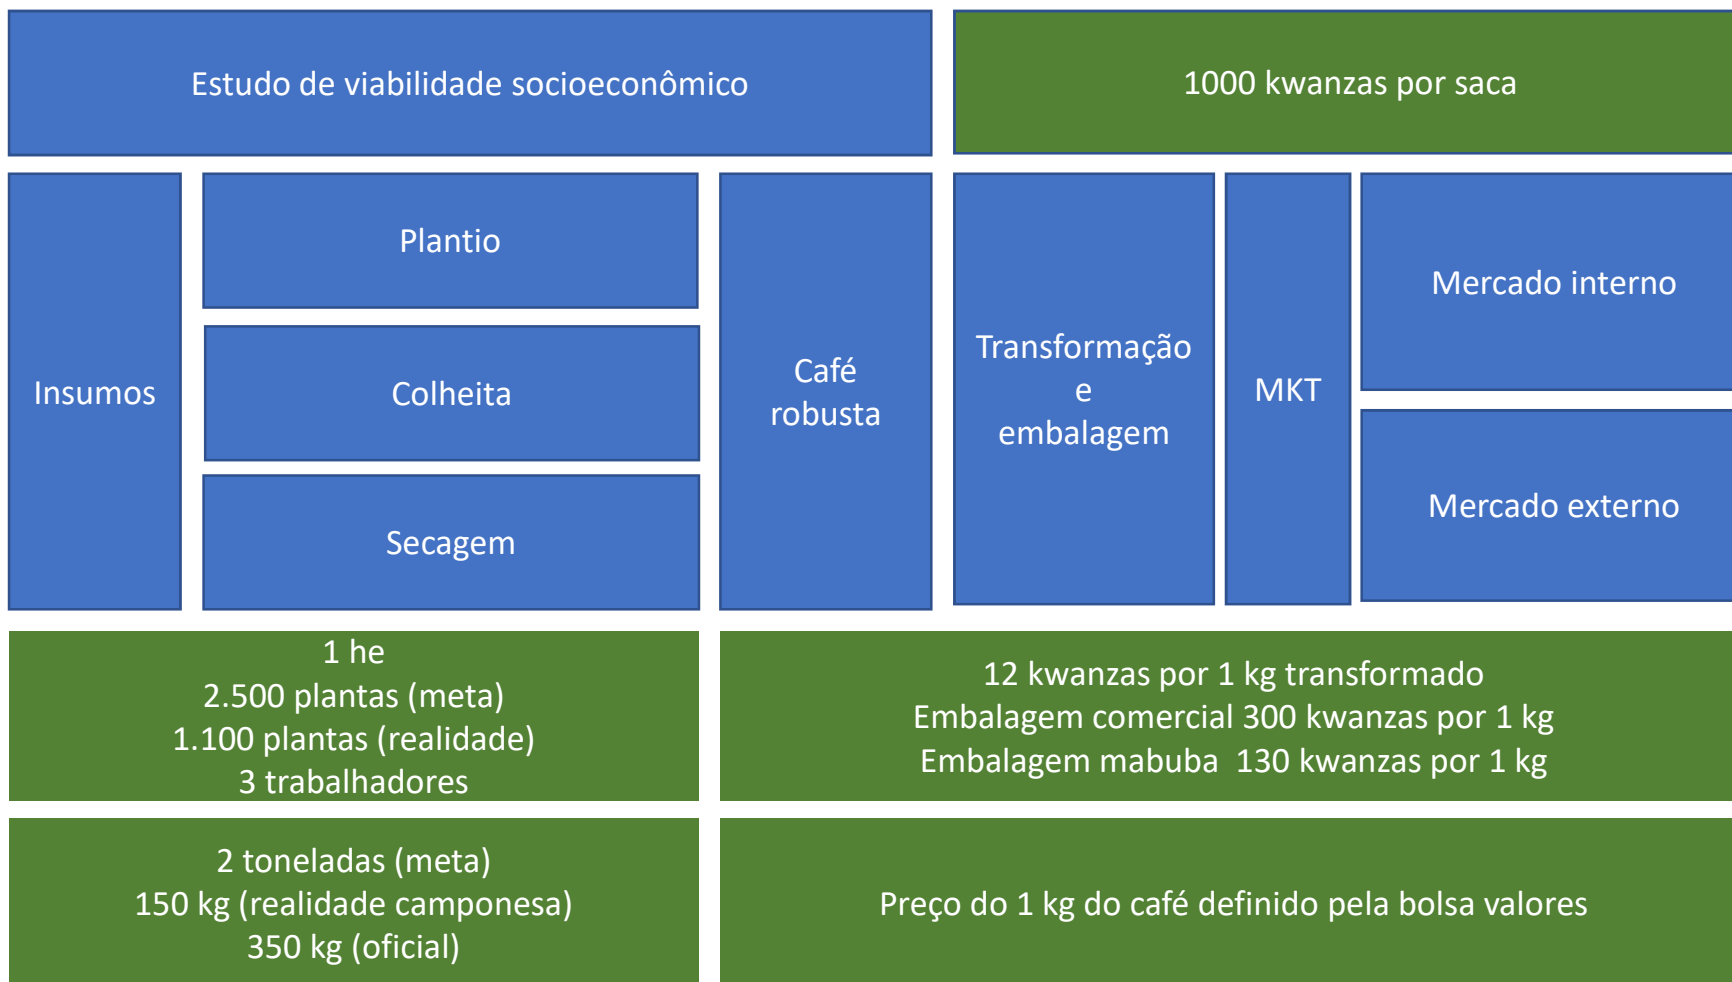 Estudo de viabilidade socioeconômico
1000 kwanzas por saca
Insumos
Plantio
Colheita
Secagem
Café
robusta
Transformação
e
embalagem
MKT
Mercado interno
Mercado externo
1 he
2.500 plantas (meta)
1.100 plantas (realidade)
3 trabalhadores
12 kwanzas por 1 kg transformado
Embalagem comercial 300 kwanzas por 1 kg
Embalagem mabuba 130 kwanzas por 1 kg
2 toneladas (meta)
150 kg (realidade camponesa)
350 kg (oficial)
Preço do 1 kg do café definido pela bolsa valores